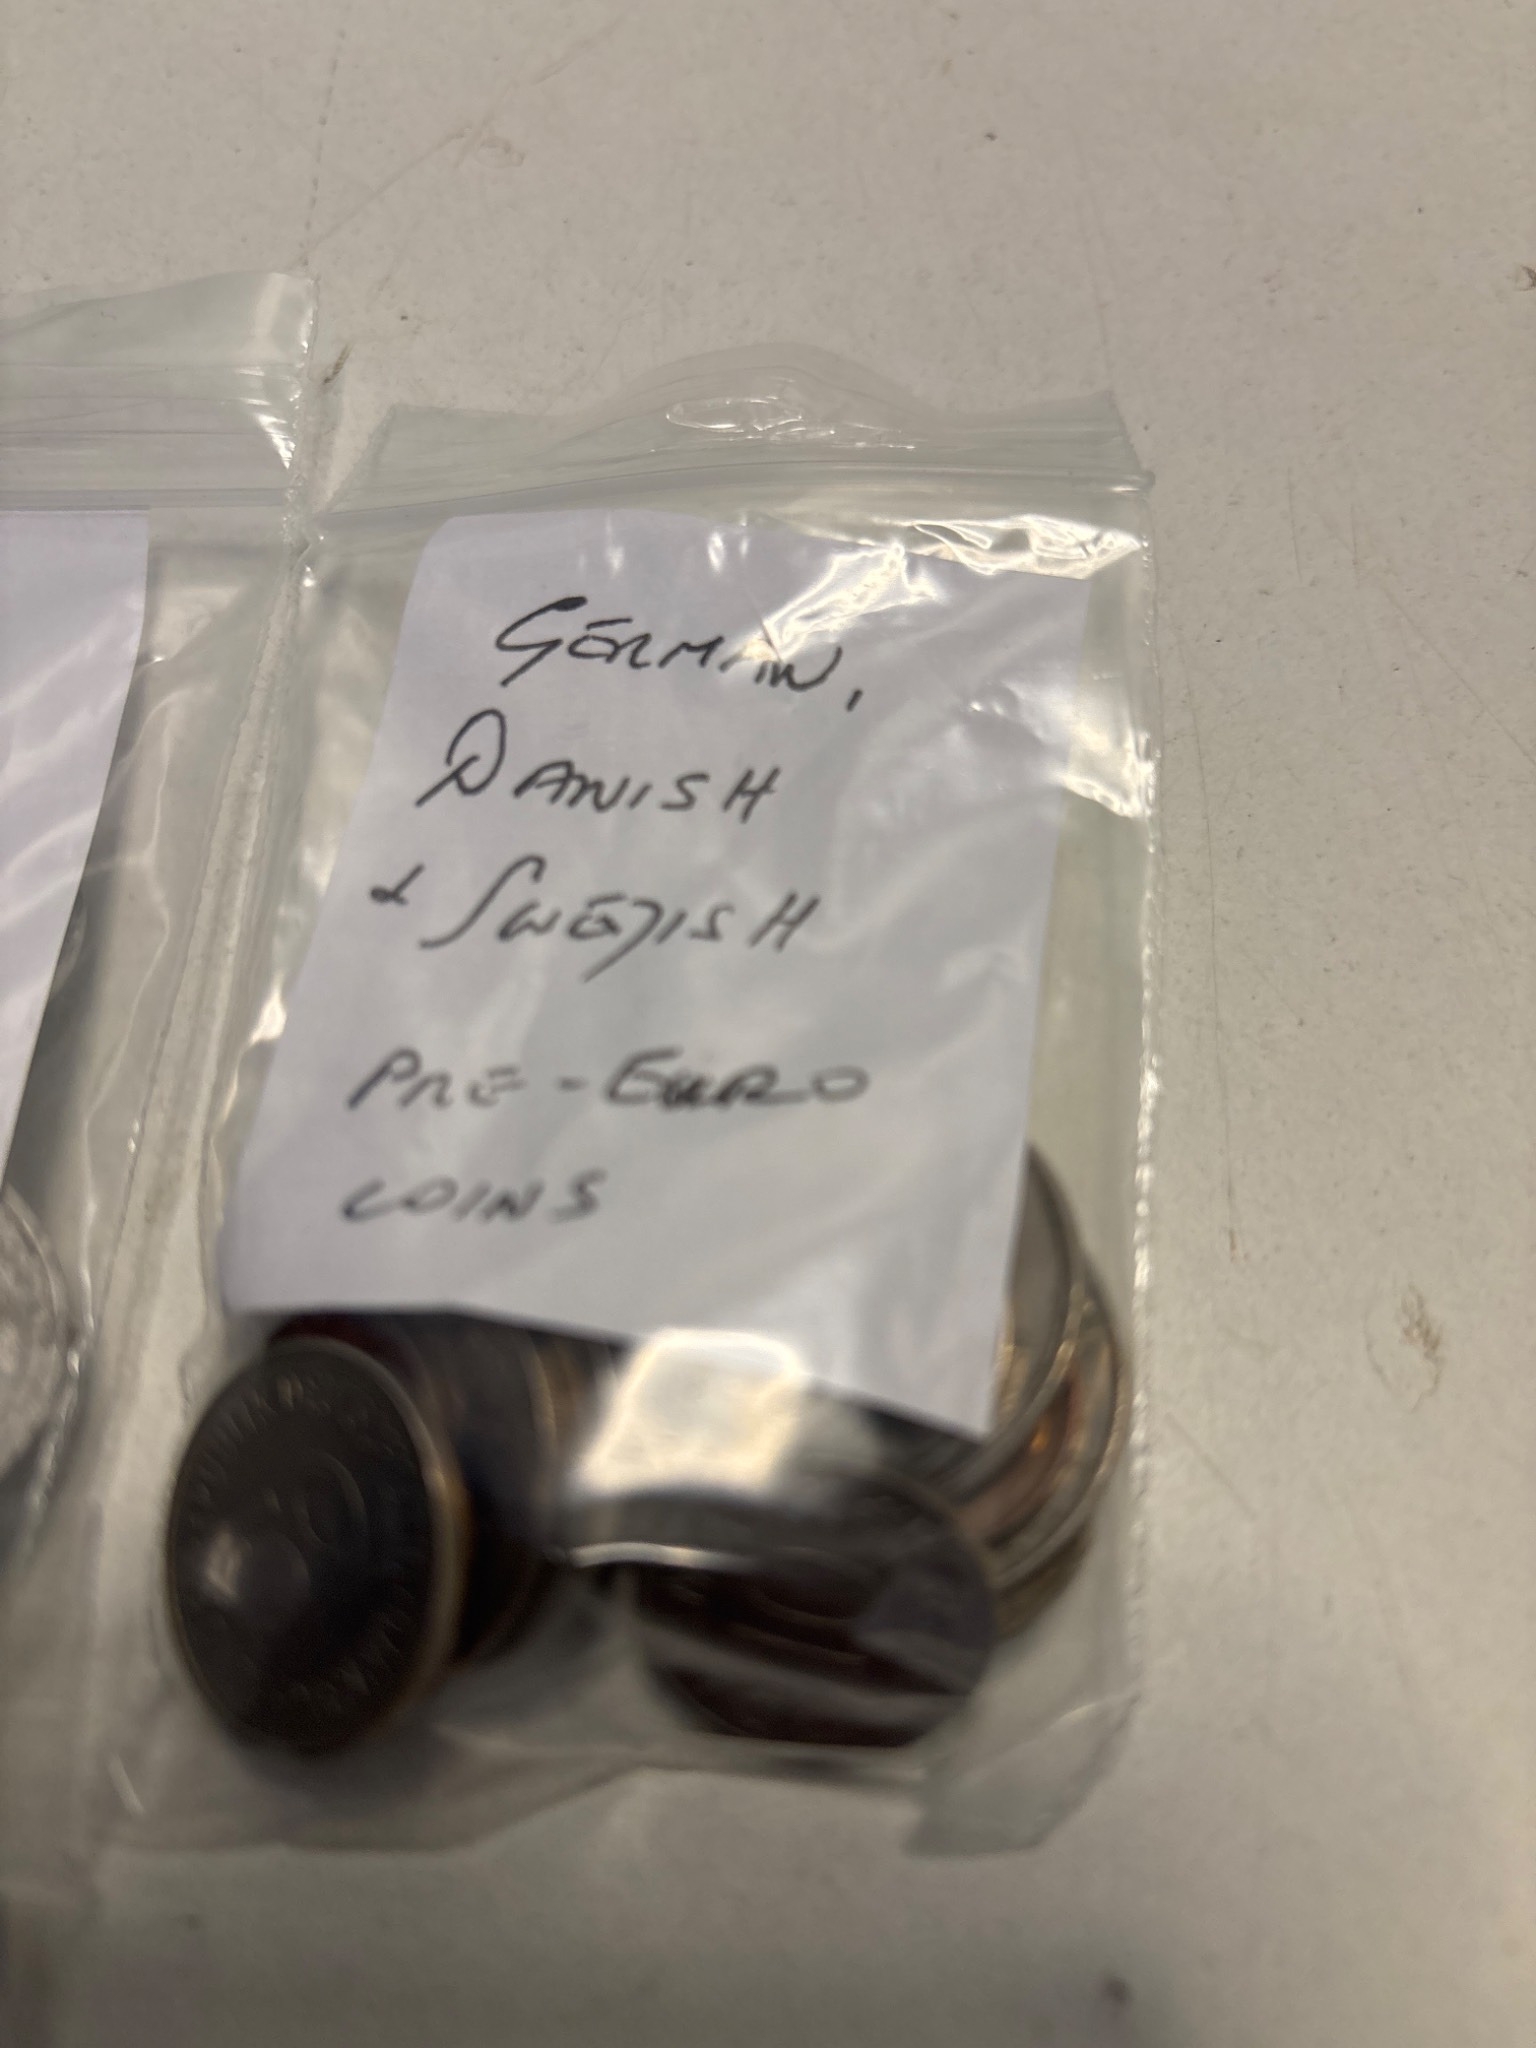 GERMAN,
DANISH
& SWEDISH
PRE-EURO
COINS